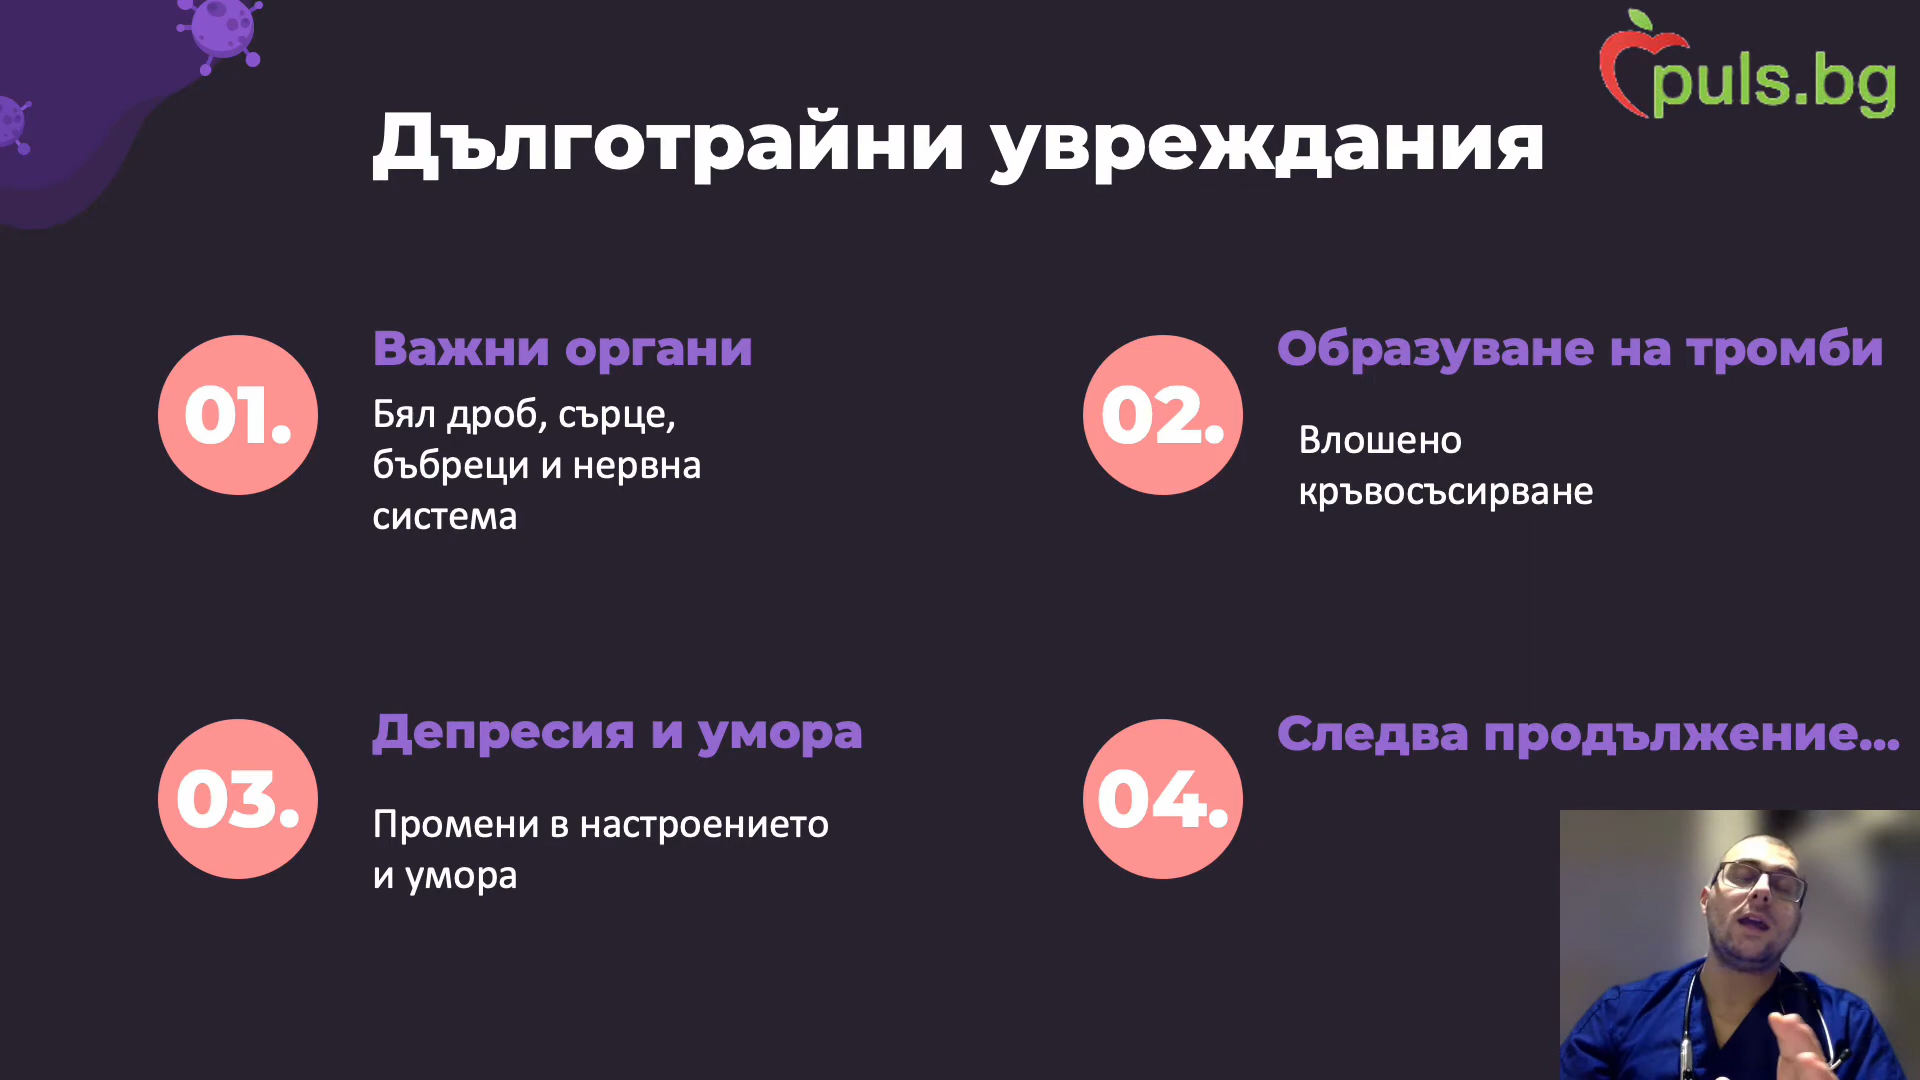 puls.bg
Дълготрайни увреждания
01.
Важни органи
Бял дроб, сърце,
бъбреци и нервна
система
02.
Образуване на тромби
Влошено
кръвосъсирване
03.
Депресия и умора
Промени в настроението
и умора
04.
Следва продължение...